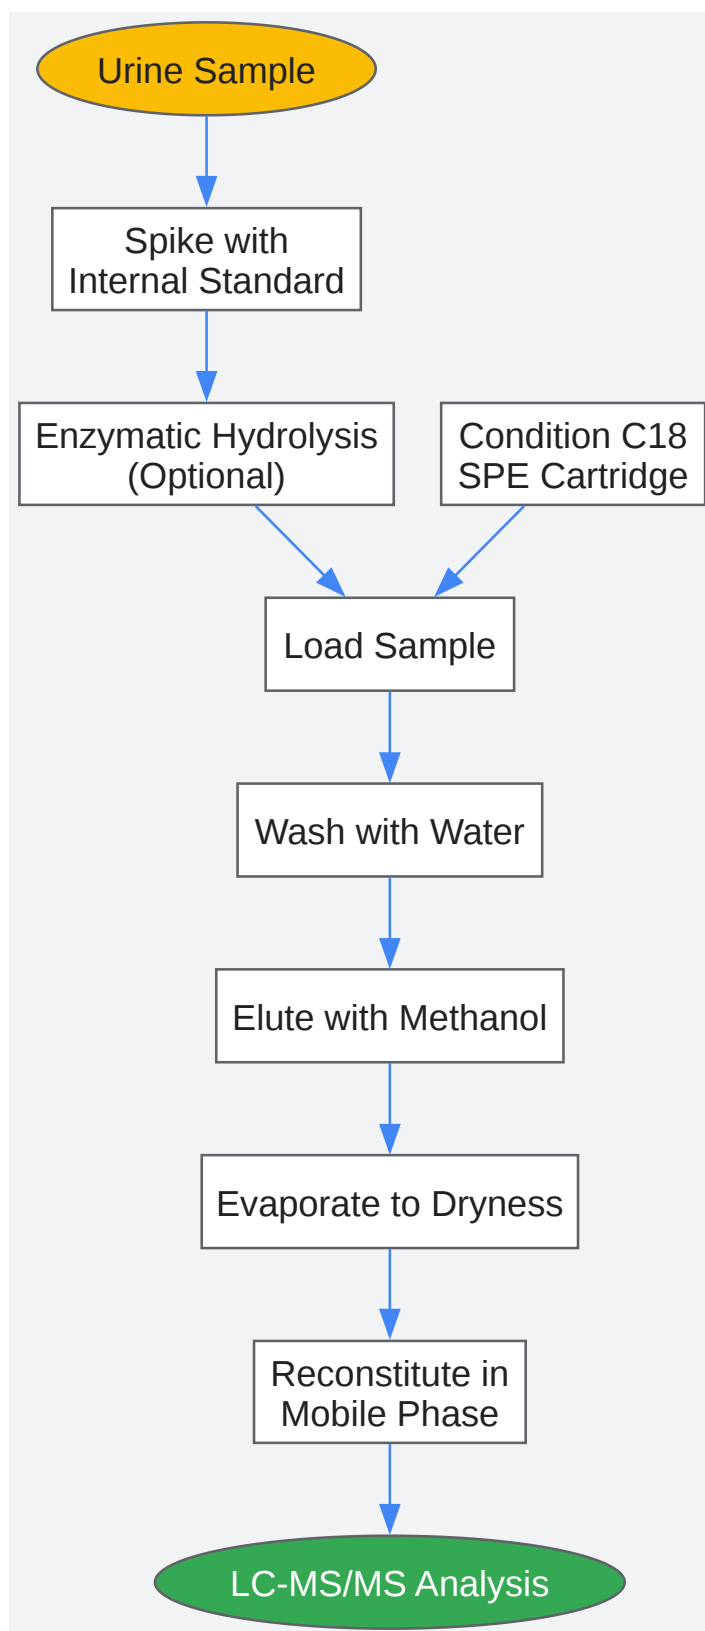 Urine Sample
Spike with
Internal Standard
Enzymatic Hydrolysis
(Optional)
Condition C18
SPE Cartridge
Load Sample
Wash with Water
Elute with Methanol
Evaporate to Dryness
Reconstitute in
Mobile Phase
LC-MS/MS Analysis